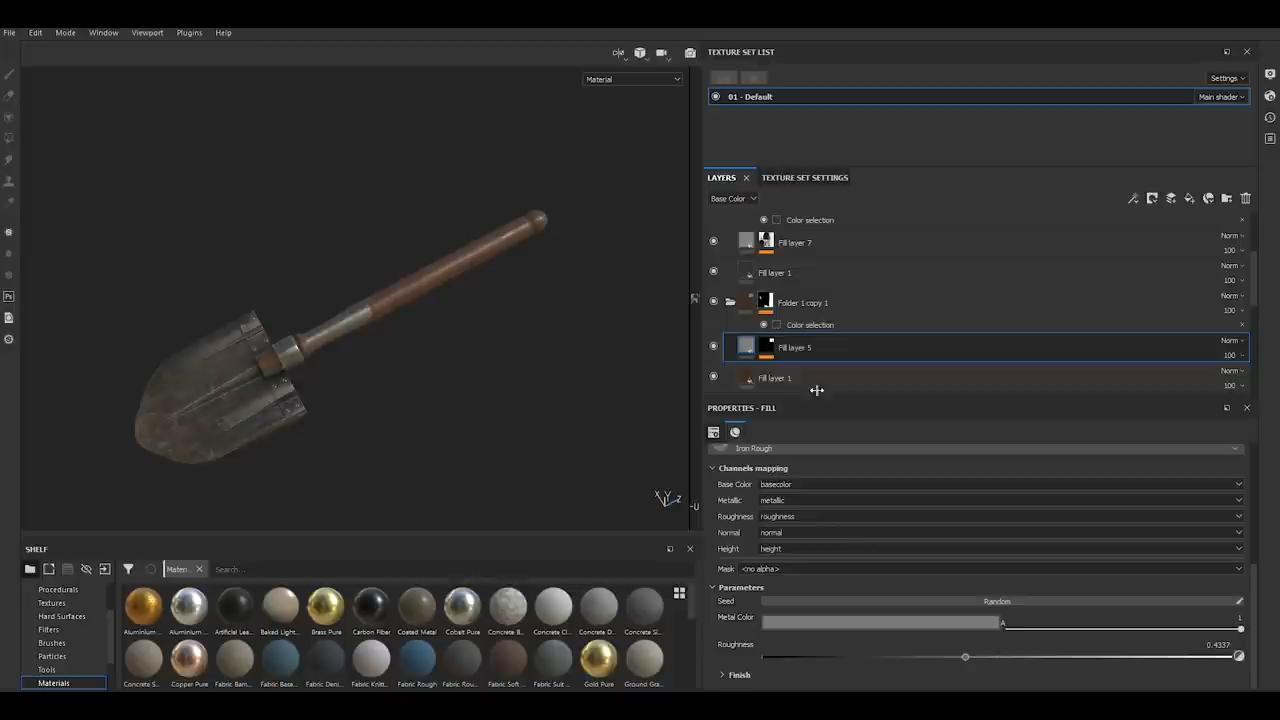 File Edit Mode Window Viewport Plugins Help
TEXTURE SET LIST
Material
Settings
01 - Default
Main shader
LAYERS
TEXTURE SET SETTINGS
Base Color
Color selection
Fill layer 7
Norm
100
Fill layer 1
Norm
100
Folder 1 copy 1
Norm
100
Color selection
Fill layer 5
Norm
100
Fill layer 1
Norm
100
PROPERTIES - FILL
Iron Rough
Channels mapping
Base Color basecolor
Metallic metallic
Roughness roughness
Normal normal
Height height
Mask <no alpha>
Parameters
Seed Random
Metal Color A 1
Roughness 0.4337
Finish
X Y Z
-U
SHELF
Materi...
Search...
Procedurals
Textures
Hard Surfaces
Filters
Brushes
Particles
Tools
Materials
Aluminium ... Aluminium ... Artificial Lea... Baked Light... Brass Pure Carbon Fiber Coated Metal Cobalt Pure Concrete B... Concrete Cl... Concrete D... Concrete Si...
Concrete S... Copper Pure Fabric Bam... Fabric Base... Fabric Deni... Fabric Knitt... Fabric Rough Fabric Rou... Fabric Soft ... Fabric Suit ... Gold Pure Ground Gra...
Ps